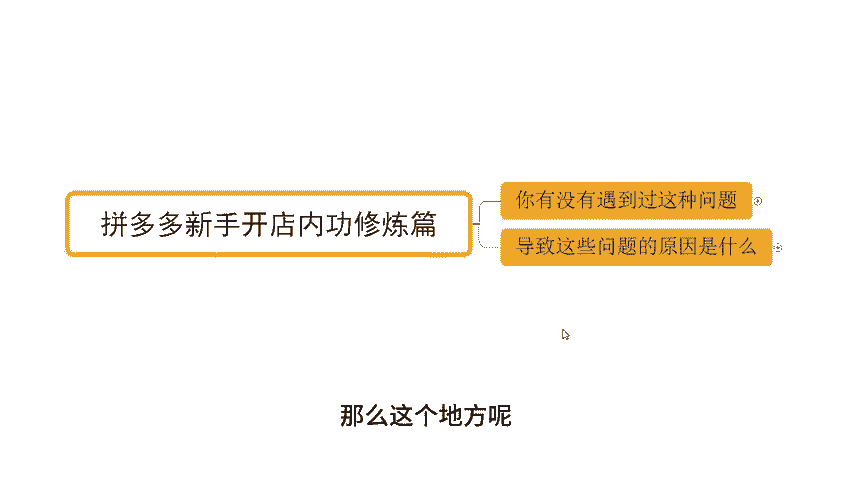 拼多多新手开店内功修炼篇
你有没有遇到过这种问题
导致这些问题的原因是什么
那么这个地方呢